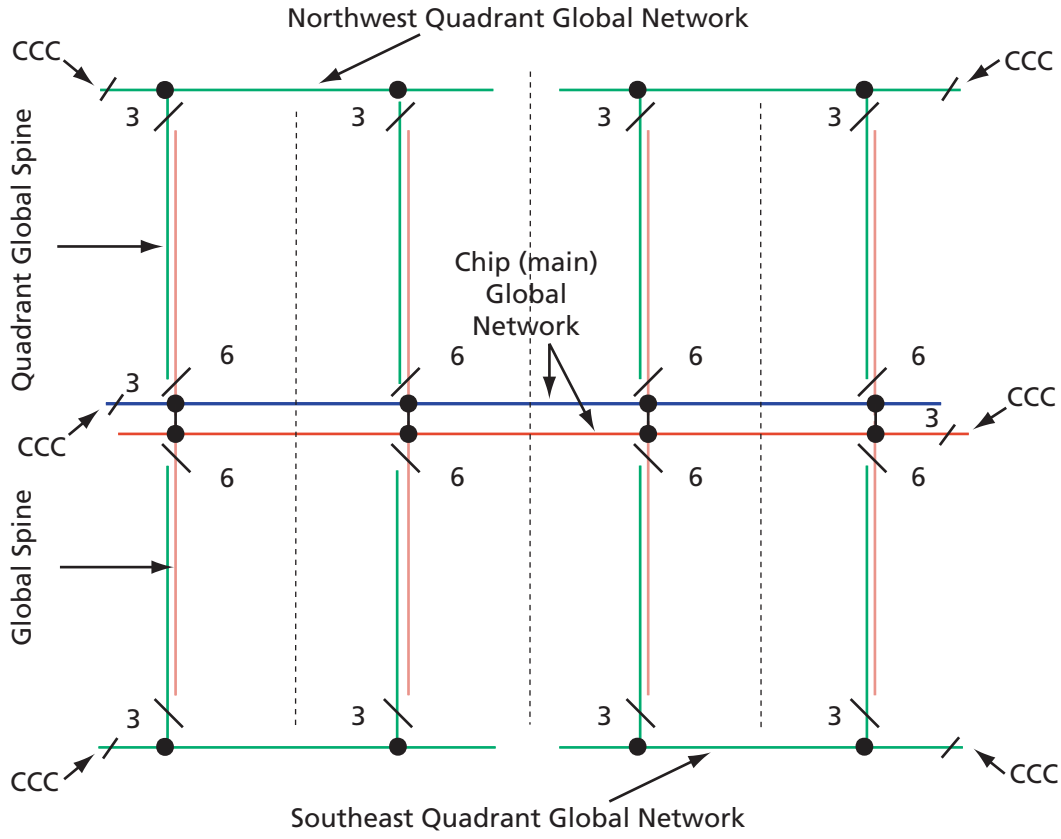 Northwest Quadrant Global Network
CCC
CCC
3
3
3
3
Quadrant Global Spine
Chip (main)
Global
Network
6
6
6
6
3
CCC
3
CCC
6
6
6
6
Global Spine
3
3
3
3
CCC
CCC
Southeast Quadrant Global Network